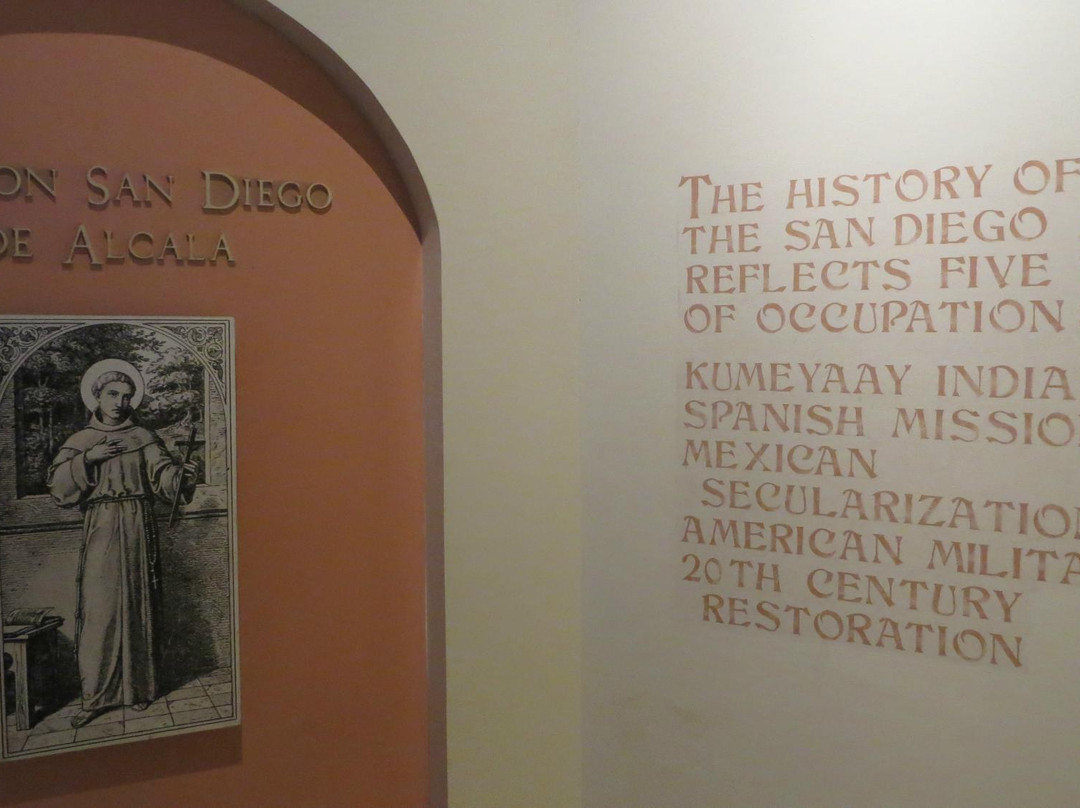 ON SAN DIEGO
DE ALCALA
THE HISTORY OF
THE SAN DIEGO
REFLECTS FIVE
OF OCCUPATION
KUMEYAAY INDIA
SPANISH MISSIO
MEXICAN
SECULARIZATION
AMERICAN MILITA
20TH CENTURY
RESTORATION